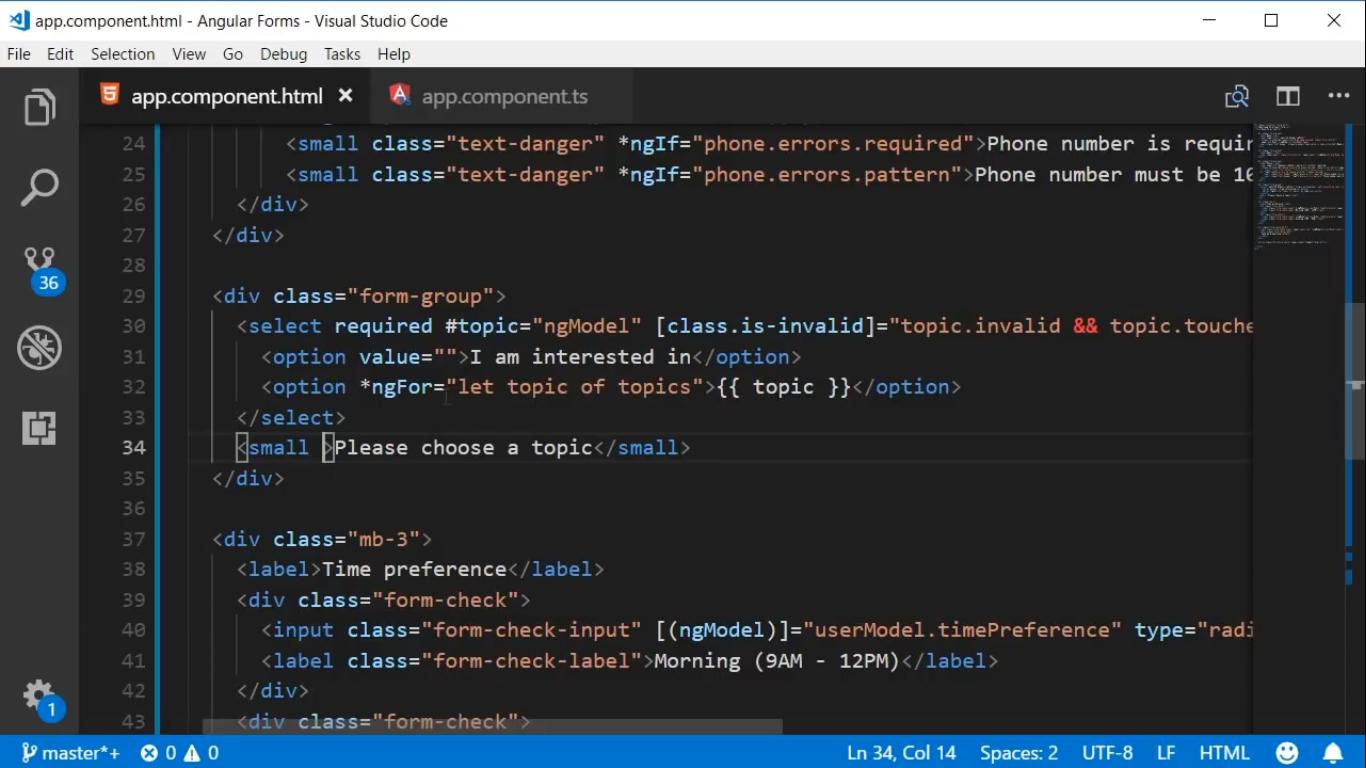 app.component.html - Angular Forms - Visual Studio Code
File Edit Selection View Go Debug Tasks Help
app.component.html app.component.ts
24 <small class="text-danger" *ngIf="phone.errors.required">Phone number is requir
25 <small class="text-danger" *ngIf="phone.errors.pattern">Phone number must be 10
26 </div>
27 </div>
28
29 <div class="form-group">
30 <select required #topic="ngModel" [class.is-invalid]="topic.invalid && topic.touche
31 <option value="">I am interested in</option>
32 <option *ngFor="let topic of topics">{{ topic }}</option>
33 </select>
34 <small >Please choose a topic</small>
35 </div>
36
37 <div class="mb-3">
38 <label>Time preference</label>
39 <div class="form-check">
40 <input class="form-check-input" [(ngModel)]="userModel.timePreference" type="radi
41 <label class="form-check-label">Morning (9AM - 12PM)</label>
42 </div>
43 <div class="form-check">
36
1
master*+ 0 0 Ln 34, Col 14 Spaces: 2 UTF-8 LF HTML